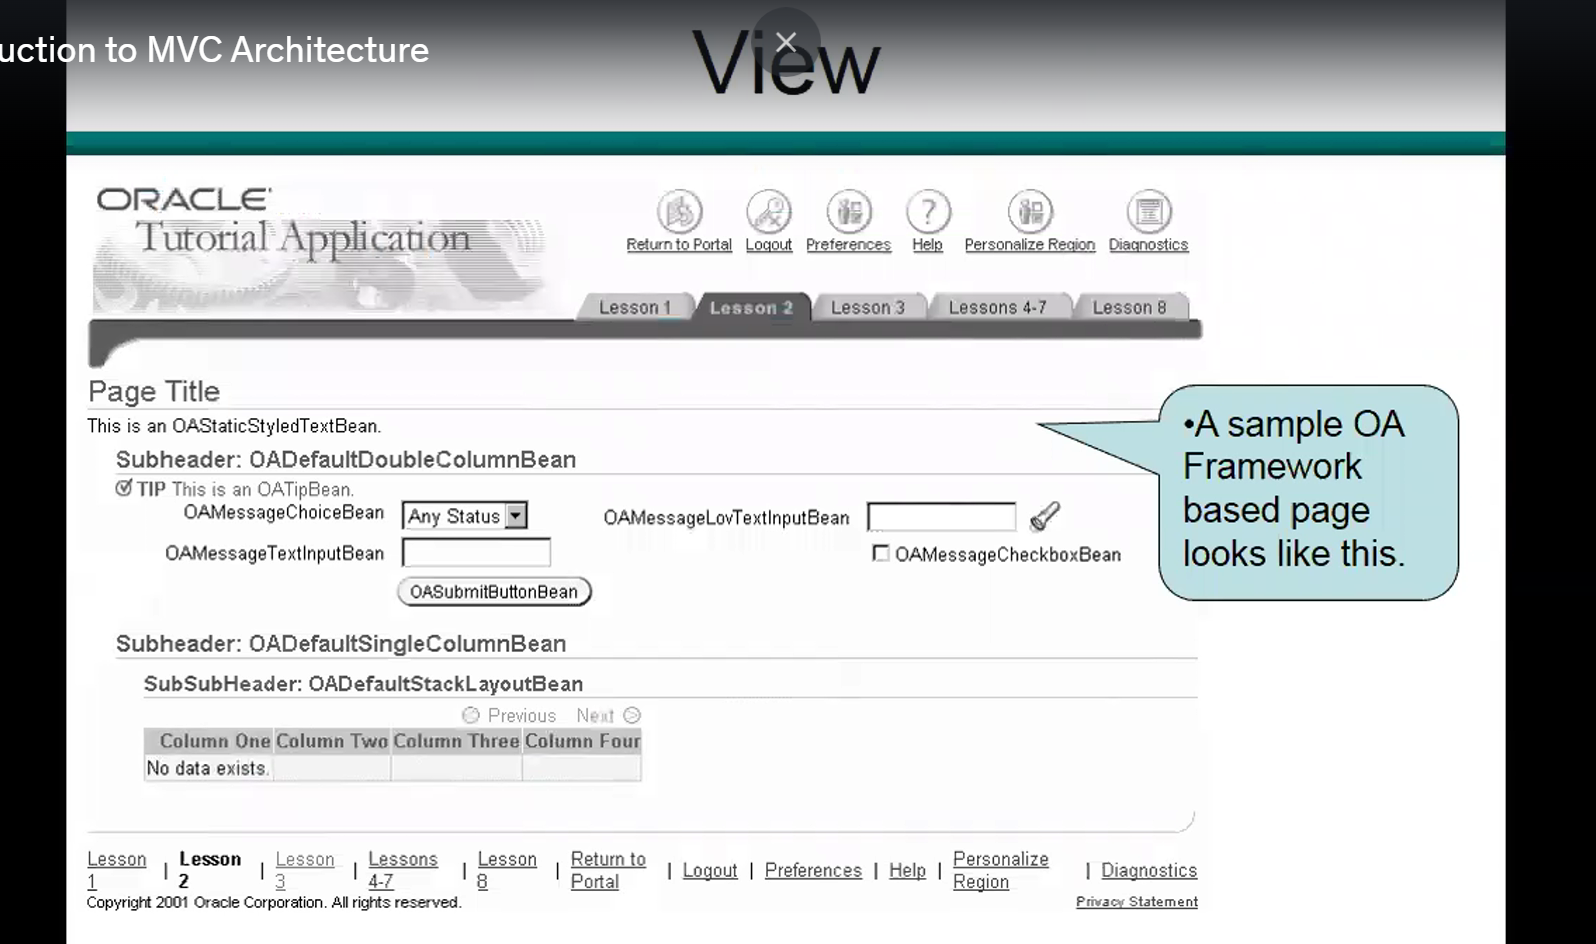 uction to MVC Architecture
View
ORACLE
Tutorial Application
Return to Portal Logout Preferences Help Personalize Region Diagnostics
Lesson 1 Lesson 2 Lesson 3 Lessons 4-7 Lesson 8
Page Title
This is an OAStaticStyledTextBean.
•A sample OA
Framework
based page
looks like this.
Subheader: OADefaultDoubleColumnBean
TIP This is an OATipBean.
OAMessageChoiceBean Any Status OAMessageLovTextInputBean
OAMessageTextInputBean OAMessageCheckboxBean
OASubmitButtonBean
Subheader: OADefaultSingleColumnBean
SubSubHeader: OADefaultStackLayoutBean
Previous Next
Column One Column Two Column Three Column Four
No data exists.
Lesson 1 | Lesson 2 | Lesson 3 | Lessons 4-7 | Lesson 8 | Return to Portal | Logout | Preferences | Help | Personalize Region | Diagnostics
Copyright 2001 Oracle Corporation. All rights reserved. Privacy Statement